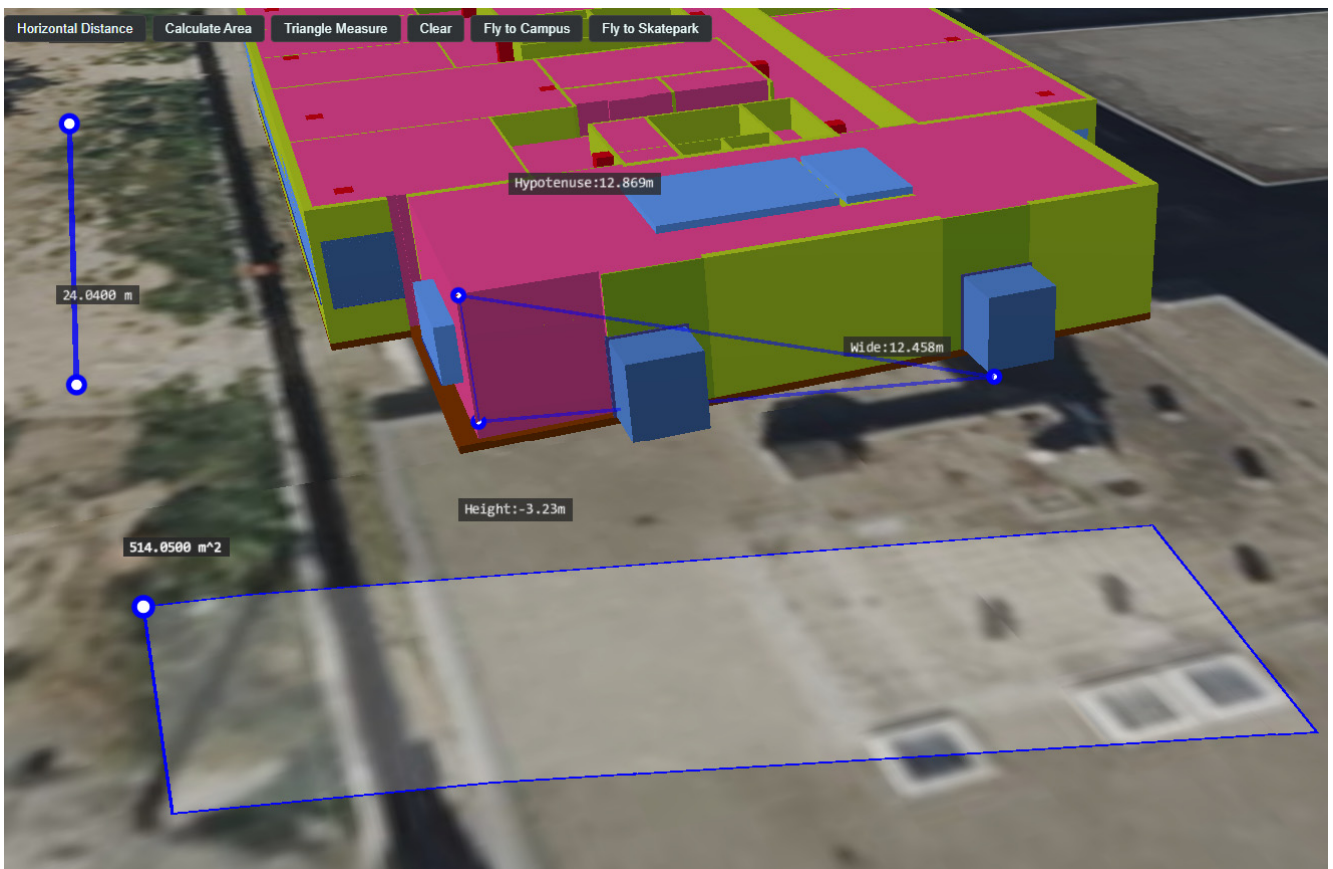 Horizontal Distance
Calculate Area
Triangle Measure
Clear
Fly to Campus
Fly to Skatepark
Hypotenuse:12.869m
24.0400 m
Wide:12.458m
Height:-3.23m
514.0500 m^2